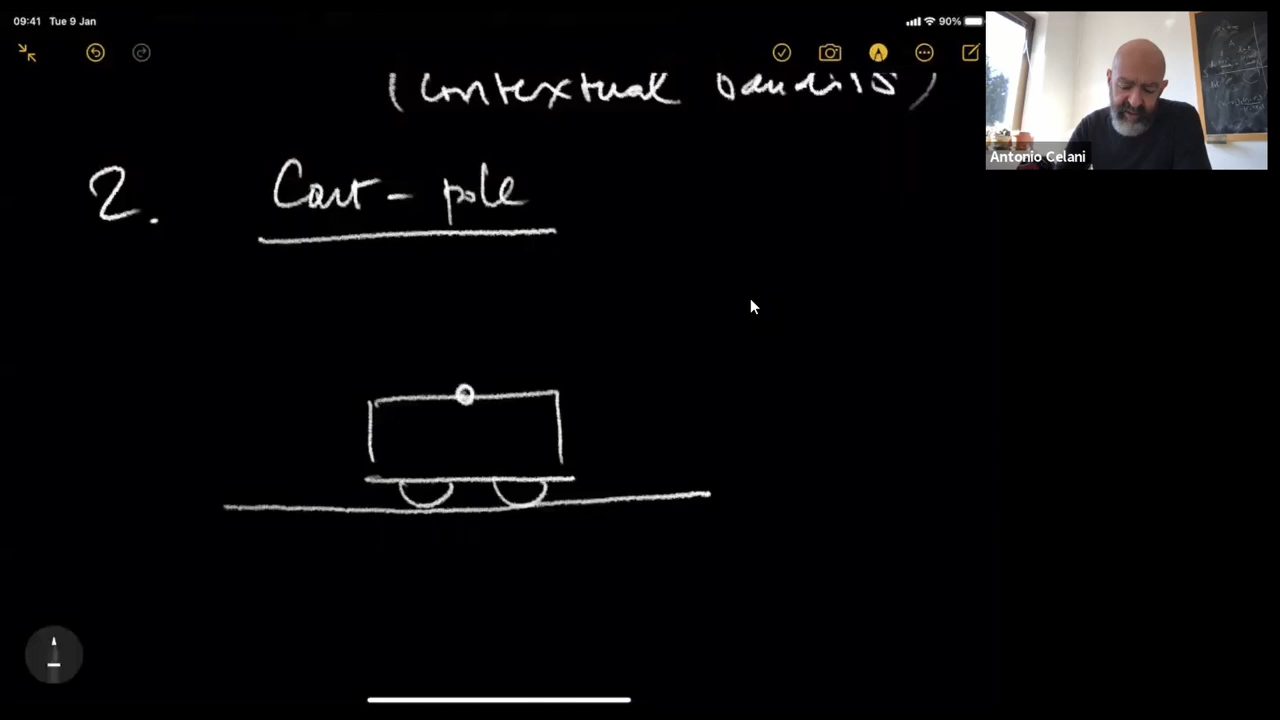 09:41 Tue 9 Jan 90%
(contextual bandits)
2. Cart-pole
Antonio Celani